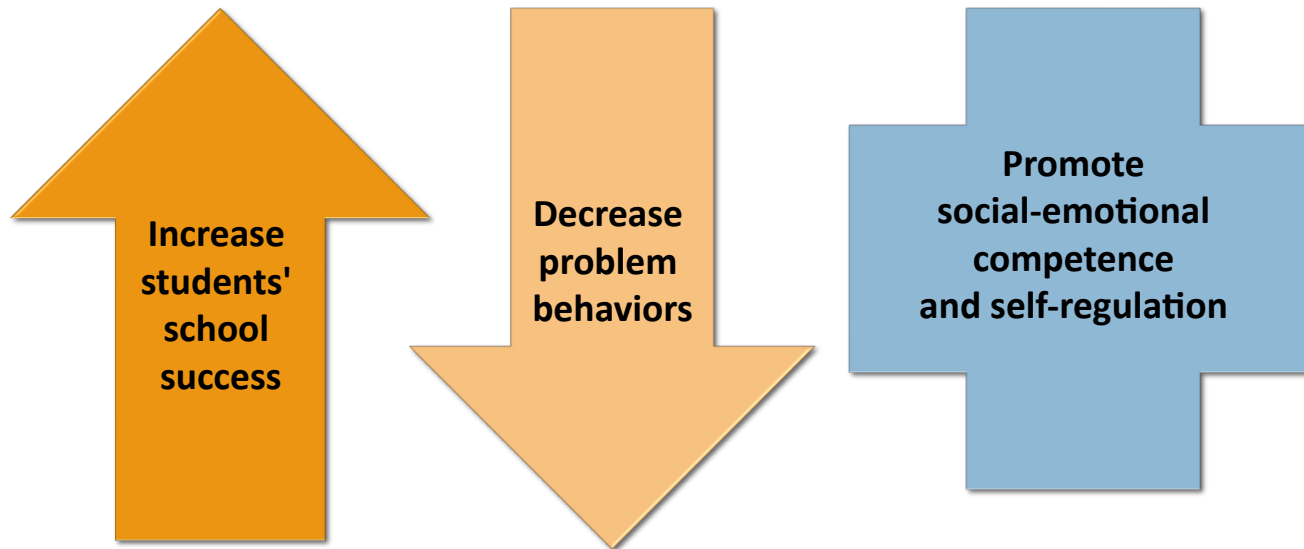 Increase
students'
school
success
Decrease
problem
behaviors
Promote
social-emotional
competence
and self-regulation